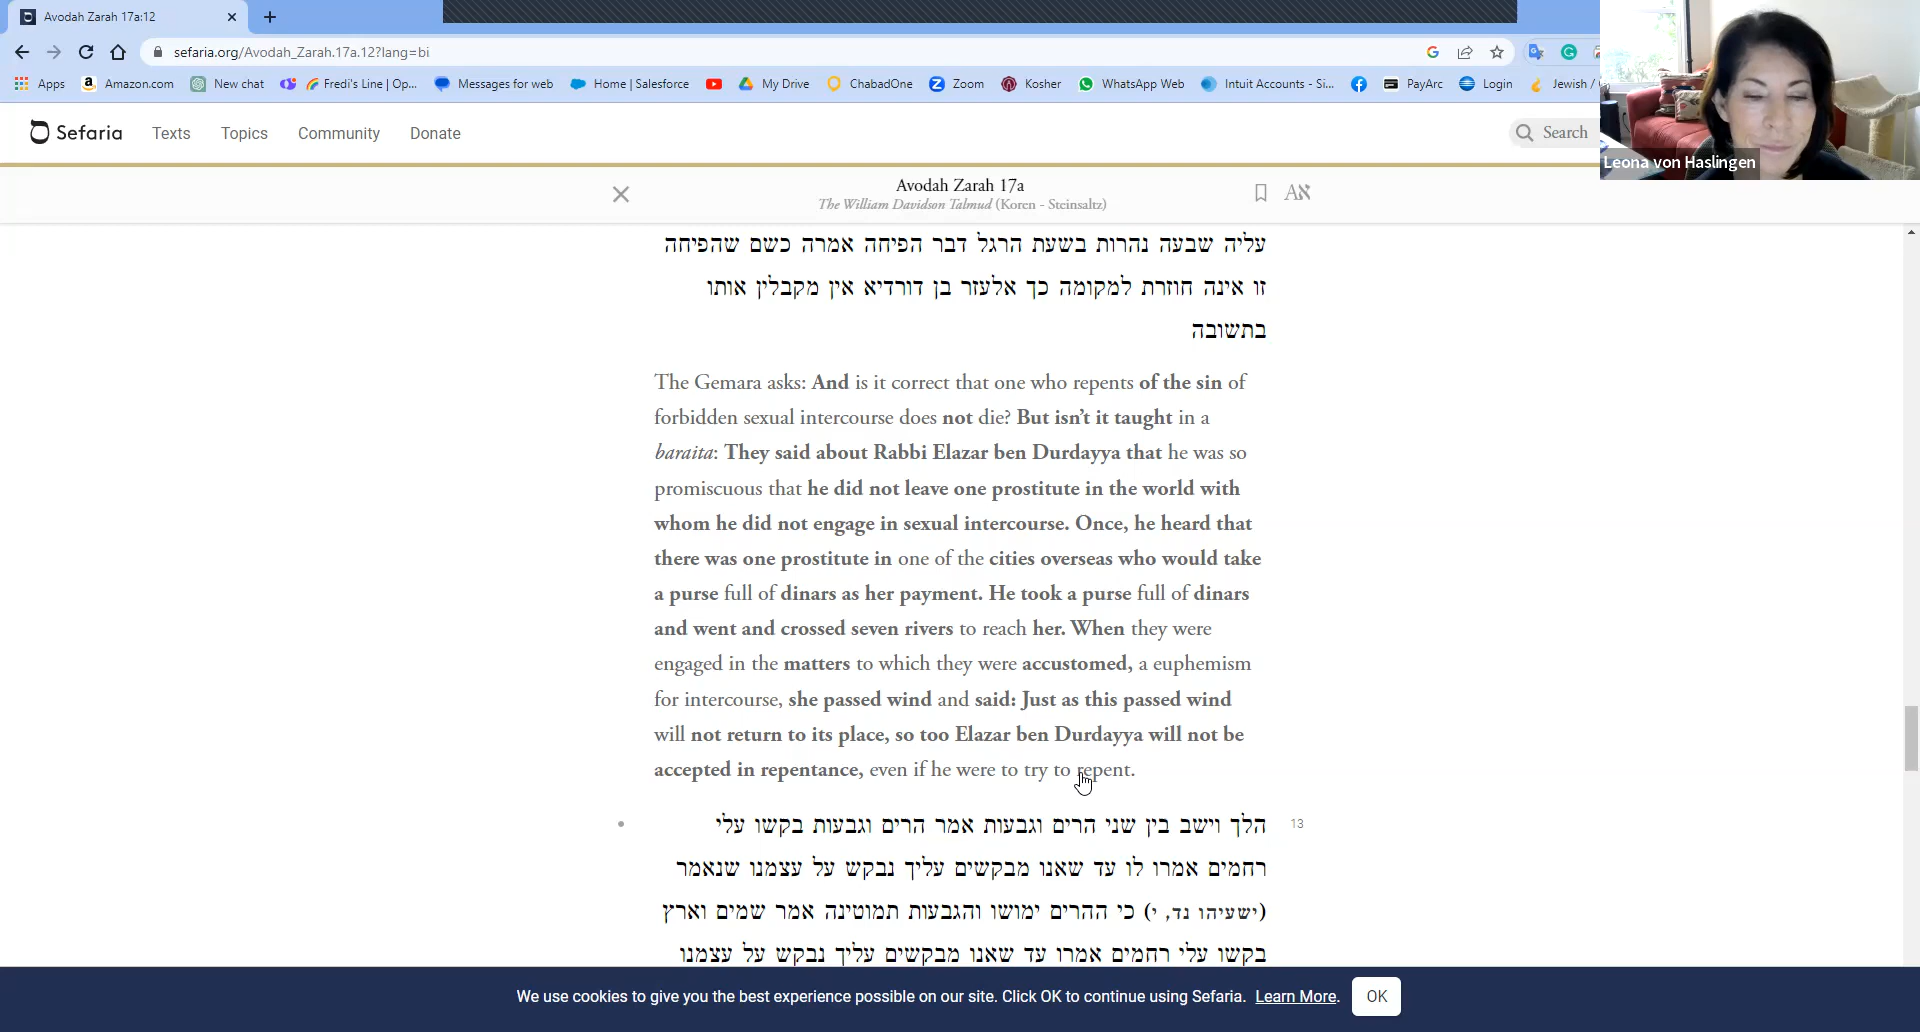 Avodah Zarah 17a:12
sefaria.org/Avodah_Zarah.17a.12?lang=bi
Apps Amazon.com New chat Fredi's Line | Op... Messages for web Home | Salesforce My Drive ChabadOne Zoom Kosher WhatsApp Web Intuit Accounts - Si... PayArc Login Jewish /
Sefaria Texts Topics Community Donate Search
Leona von Haslingen
Avodah Zarah 17a
The William Davidson Talmud (Koren - Steinsaltz)
עליה שבעה נהרות בשעת הרגל דבר הפיחה אמרה כשם שהפיחה
זו אינה חוזרת למקומה כך אלעזר בן דורדיא אין מקבלין אותו
בתשובה
The Gemara asks: And is it correct that one who repents of the sin of
forbidden sexual intercourse does not die? But isn't it taught in a
baraita: They said about Rabbi Elazar ben Durdayya that he was so
promiscuous that he did not leave one prostitute in the world with
whom he did not engage in sexual intercourse. Once, he heard that
there was one prostitute in one of the cities overseas who would take
a purse full of dinars as her payment. He took a purse full of dinars
and went and crossed seven rivers to reach her. When they were
engaged in the matters to which they were accustomed, a euphemism
for intercourse, she passed wind and said: Just as this passed wind
will not return to its place, so too Elazar ben Durdayya will not be
accepted in repentance, even if he were to try to repent.
הלך וישב בין שני הרים וגבעות אמר הרים וגבעות בקשו עלי
13
רחמים אמרו לו עד שאנו מבקשים עליך נבקש על עצמנו שנאמר
(ישעיהו נד, י) כי ההרים ימושו והגבעות תמוטינה אמר שמים וארץ
בקשו עלי רחמים אמרו עד שאנו מבקשים עליך נבקש על עצמנו
We use cookies to give you the best experience possible on our site. Click OK to continue using Sefaria. Learn More. OK